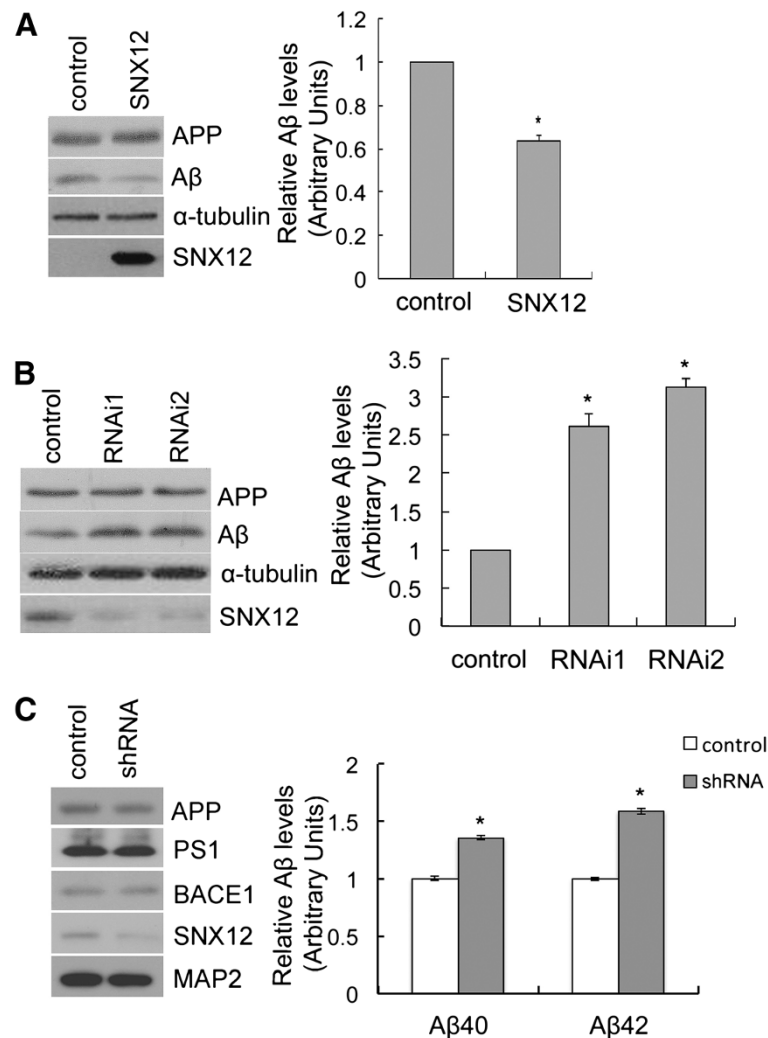 A
control
SNX12
APP
Aβ
α-tubulin
SNX12
Relative Aβ levels
(Arbitrary Units)
1.2
1
0.8
0.6
0.4
0.2
0
*
control
SNX12
B
control
RNAi1
RNAi2
APP
Aβ
α-tubulin
SNX12
Relative Aβ levels
(Arbitrary Units)
3.5
3
2.5
2
1.5
1
0.5
0
*
*
control
RNAi1
RNAi2
C
control
shRNA
APP
PS1
BACE1
SNX12
MAP2
Relative Aβ levels
(Arbitrary Units)
2
1.5
1
0.5
0
*
*
control
shRNA
Aβ40
Aβ42